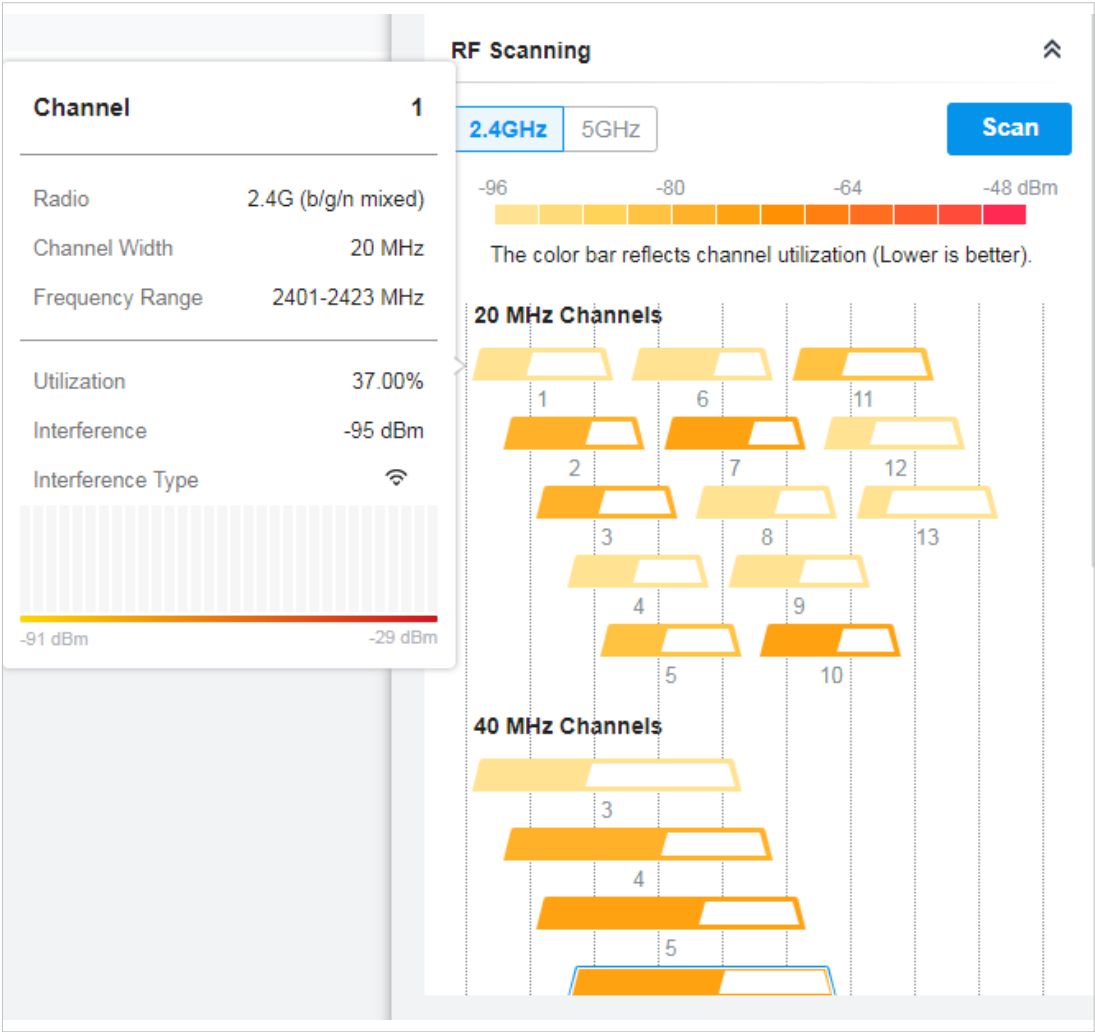 RF Scanning
Channel 1
Radio 2.4G (b/g/n mixed)
Channel Width 20 MHz
Frequency Range 2401-2423 MHz
Utilization 37.00%
Interference -95 dBm
Interference Type
-91 dBm -29 dBm
2.4GHz 5GHz Scan
-96 -80 -64 -48 dBm
The color bar reflects channel utilization (Lower is better).
20 MHz Channels
1 6 11
2 7 12
3 8 13
4 9
5 10
40 MHz Channels
3
4
5